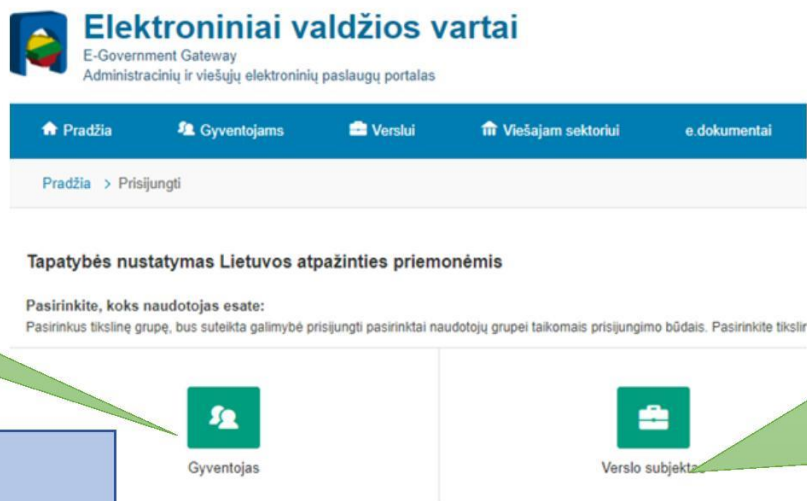 Elektroniniai valdžios vartai
E-Government Gateway
Administracinių ir viešųjų elektroninių paslaugų portalas
Pradžia Gyventojams Verslui Viešajam sektoriui e.dokumentai
Pradžia > Prisijungti
Tapatybės nustatymas Lietuvos atpažinties priemonėmis
Pasirinkite, koks naudotojas esate:
Pasirinkus tikslinę grupę, bus suteikta galimybė prisijungti pasirinktai naudotojų grupei taikomais prisijungimo būdais. Pasirinkite
Gyventojas Verslo subjektas